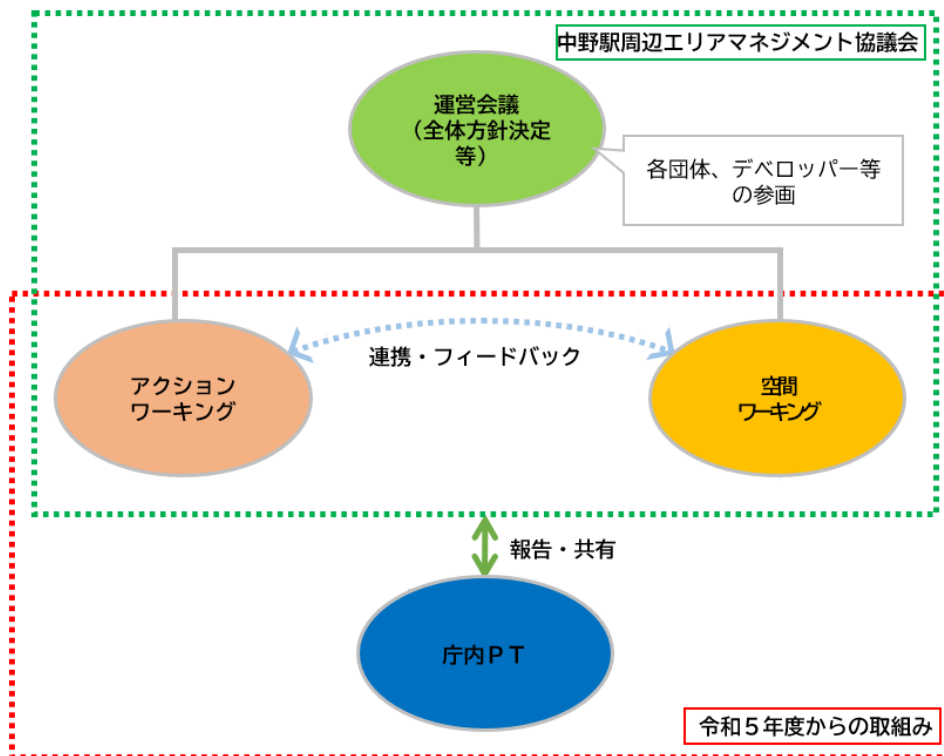 中野駅周辺エリアマネジメント協議会
運営会議
（全体方針決定
等）
各団体、デベロッパー等
の参画
連携・フィードバック
アクション
ワーキング
空間
ワーキング
報告・共有
庁内ＰＴ
令和５年度からの取組み